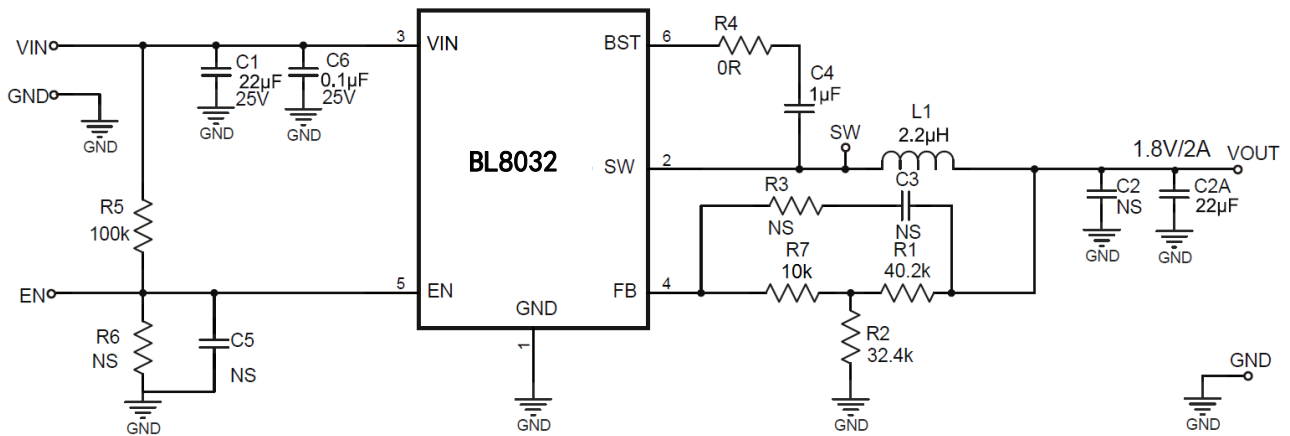 VIN
GND
GND
C1
22μF
25V
GND
C6
0.1μF
25V
GND
R5
100k
EN
R6
NS
C5
NS
GND
3
VIN
BST
6
BL8032
SW
2
5
EN
FB
4
GND
1
GND
R4
0R
C4
1μF
SW
L1
2.2μH
1.8V/2A
VOUT
R3
NS
C3
NS
R7
10k
R1
40.2k
R2
32.4k
GND
C2
NS
GND
C2A
22μF
GND
GND
GND